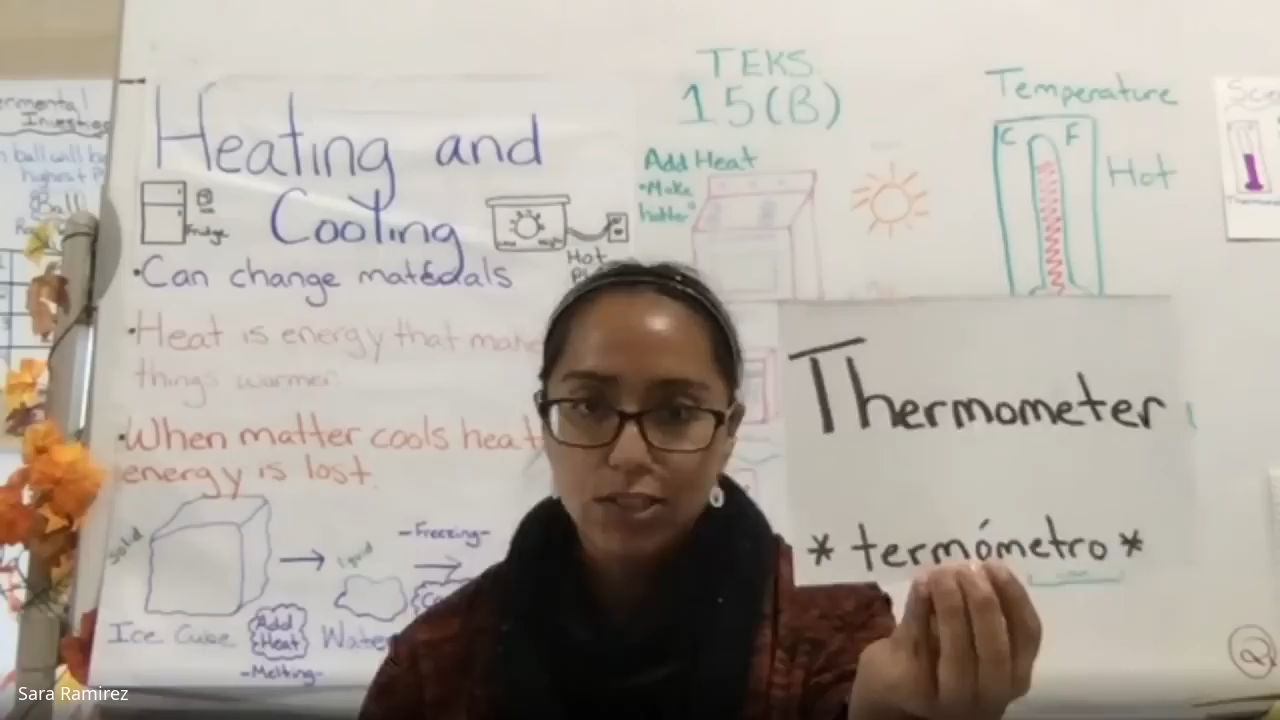 Heating and
Cooling
Fridge
Hot
•Can change materials
•Heat is energy that make
things warmer
•When matter cools heat
energy is lost.
Solid
liquid
-Freezing-
Ice Cube
Add
Heat
Water
-Melting-
TEKS
15(B)
Add Heat
•Make
hotter
Temperature
C F
Hot
Thermometer
* termómetro *
Sara Ramirez